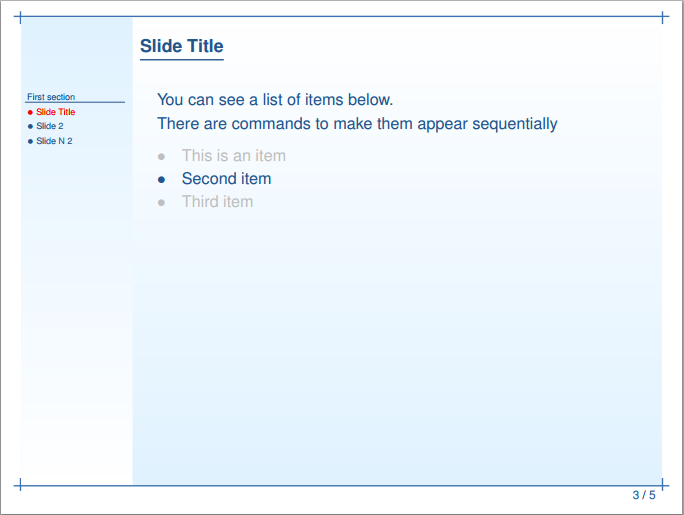 Slide Title
First section
● Slide Title
● Slide 2
● Slide N 2
You can see a list of items below.
There are commands to make them appear sequentially
● This is an item
● Second item
● Third item
3 / 5